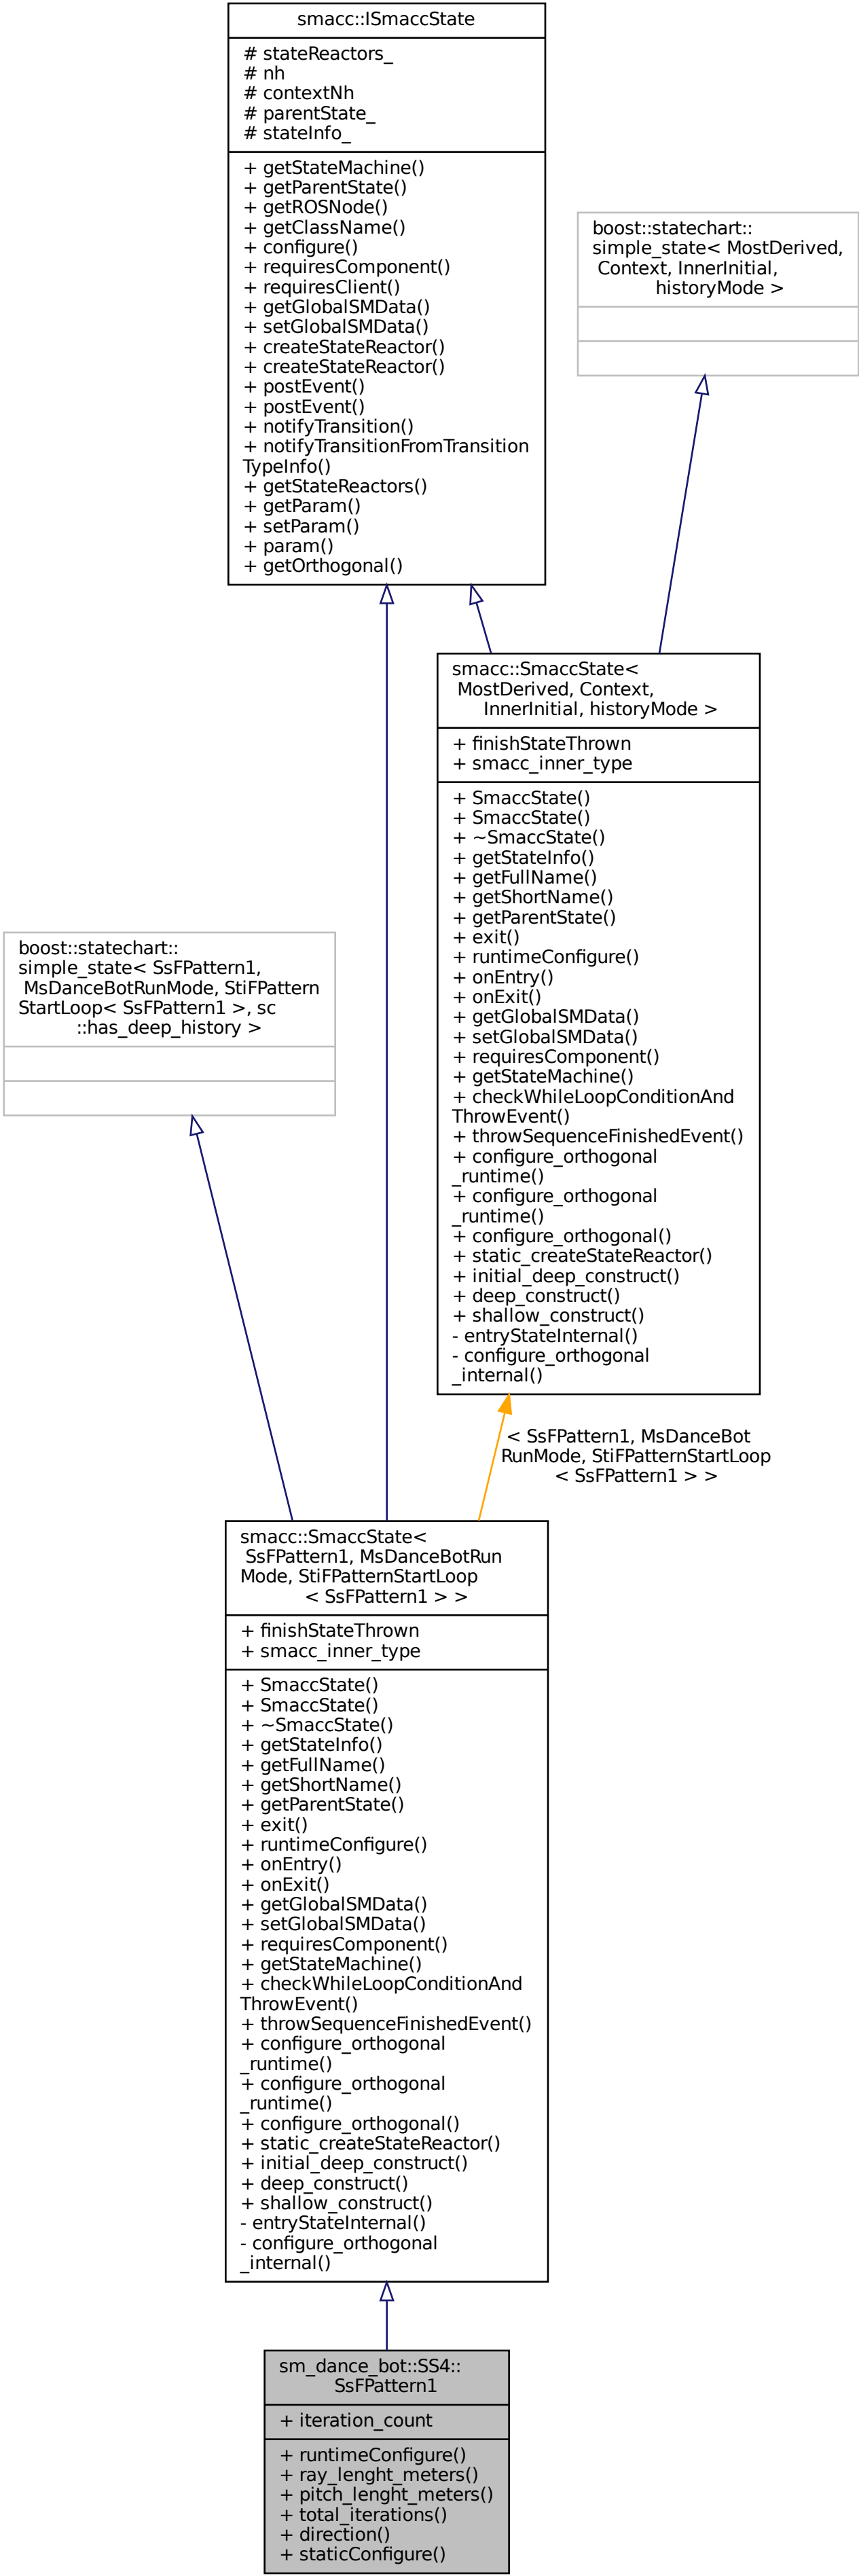 smacc::ISmaccState
# stateReactors_
# nh
# contextNh
# parentState_
# stateInfo_
+ getStateMachine()
+ getParentState()
+ getROSNode()
+ getClassName()
+ configure()
+ requiresComponent()
+ requiresClient()
+ getGlobalSMData()
+ setGlobalSMData()
+ createStateReactor()
+ createStateReactor()
+ postEvent()
+ postEvent()
+ notifyTransition()
+ notifyTransitionFromTransition
TypeInfo()
+ getStateReactors()
+ getParam()
+ setParam()
+ param()
+ getOrthogonal()
boost::statechart::
simple_state< MostDerived,
Context, InnerInitial,
historyMode >
smacc::SmaccState<
MostDerived, Context,
InnerInitial, historyMode >
+ finishStateThrown
+ smacc_inner_type
+ SmaccState()
+ SmaccState()
+ ~SmaccState()
+ getStateInfo()
+ getFullName()
+ getShortName()
+ getParentState()
+ exit()
+ runtimeConfigure()
+ onEntry()
+ onExit()
+ getGlobalSMData()
+ setGlobalSMData()
+ requiresComponent()
+ getStateMachine()
+ checkWhileLoopConditionAnd
ThrowEvent()
+ throwSequenceFinishedEvent()
+ configure_orthogonal
_runtime()
+ configure_orthogonal
_runtime()
+ configure_orthogonal()
+ static_createStateReactor()
+ initial_deep_construct()
+ deep_construct()
+ shallow_construct()
- entryStateInternal()
- configure_orthogonal
_internal()
boost::statechart::
simple_state< SsFPattern1,
MsDanceBotRunMode, StiFPattern
StartLoop< SsFPattern1 >, sc
::has_deep_history >
< SsFPattern1, MsDanceBot
RunMode, StiFPatternStartLoop
< SsFPattern1 > >
smacc::SmaccState<
SsFPattern1, MsDanceBotRun
Mode, StiFPatternStartLoop
< SsFPattern1 > >
+ finishStateThrown
+ smacc_inner_type
+ SmaccState()
+ SmaccState()
+ ~SmaccState()
+ getStateInfo()
+ getFullName()
+ getShortName()
+ getParentState()
+ exit()
+ runtimeConfigure()
+ onEntry()
+ onExit()
+ getGlobalSMData()
+ setGlobalSMData()
+ requiresComponent()
+ getStateMachine()
+ checkWhileLoopConditionAnd
ThrowEvent()
+ throwSequenceFinishedEvent()
+ configure_orthogonal
_runtime()
+ configure_orthogonal
_runtime()
+ configure_orthogonal()
+ static_createStateReactor()
+ initial_deep_construct()
+ deep_construct()
+ shallow_construct()
- entryStateInternal()
- configure_orthogonal
_internal()
sm_dance_bot::SS4::
SsFPattern1
+ iteration_count
+ runtimeConfigure()
+ ray_lenght_meters()
+ pitch_lenght_meters()
+ total_iterations()
+ direction()
+ staticConfigure()